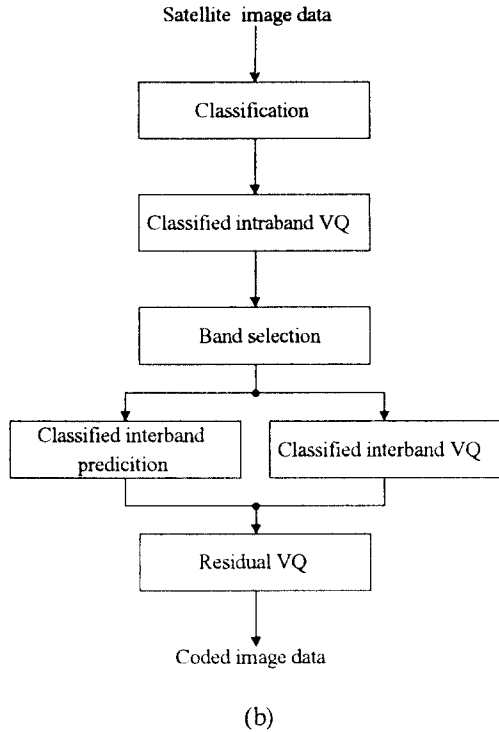 Satellite image data
Classification
Classified intraband VQ
Band selection
Classified interband
predicition
Classified interband VQ
Residual VQ
Coded image data
(b)